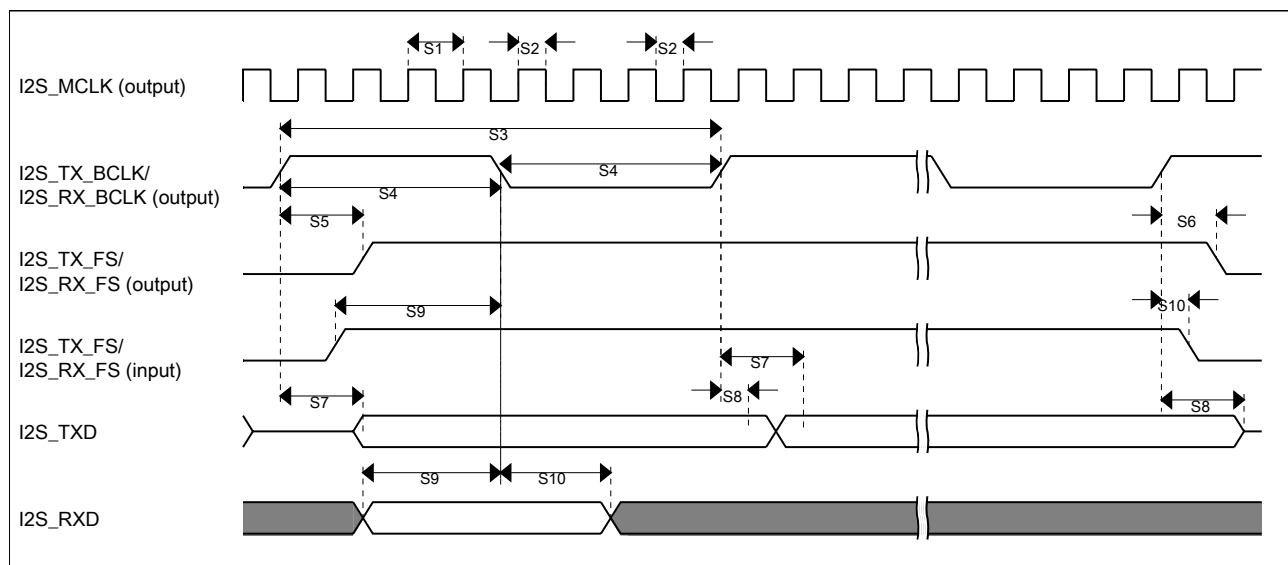 S1
S2
S2
I2S_MCLK (output)
S3
I2S_TX_BCLK/
I2S_RX_BCLK (output)
S4
S4
S5
S6
I2S_TX_FS/
I2S_RX_FS (output)
S9
S10
I2S_TX_FS/
I2S_RX_FS (input)
S7
S7
S8
S8
I2S_TXD
S9
S10
I2S_RXD